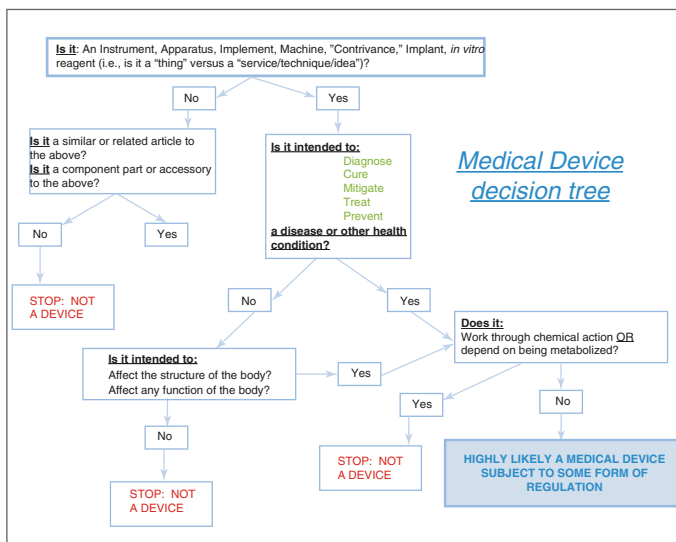 Is it: An Instrument, Apparatus, Implement, Machine, ”Contrivance,” Implant, in vitro
reagent (i.e., is it a “thing” versus a “service/technique/idea”)?
No
Yes
Is it a similar or related article to
the above?
Is it a component part or accessory
to the above?
Is it intended to:
Diagnose
Cure
Mitigate
Treat
Prevent
a disease or other health
condition?
Medical Device
decision tree
No
Yes
STOP: NOT
A DEVICE
No
Yes
Does it:
Work through chemical action OR
depend on being metabolized?
Is it intended to:
Affect the structure of the body?
Affect any function of the body?
Yes
Yes
No
No
STOP: NOT
A DEVICE
STOP: NOT
A DEVICE
HIGHLY LIKELY A MEDICAL DEVICE
SUBJECT TO SOME FORM OF
REGULATION